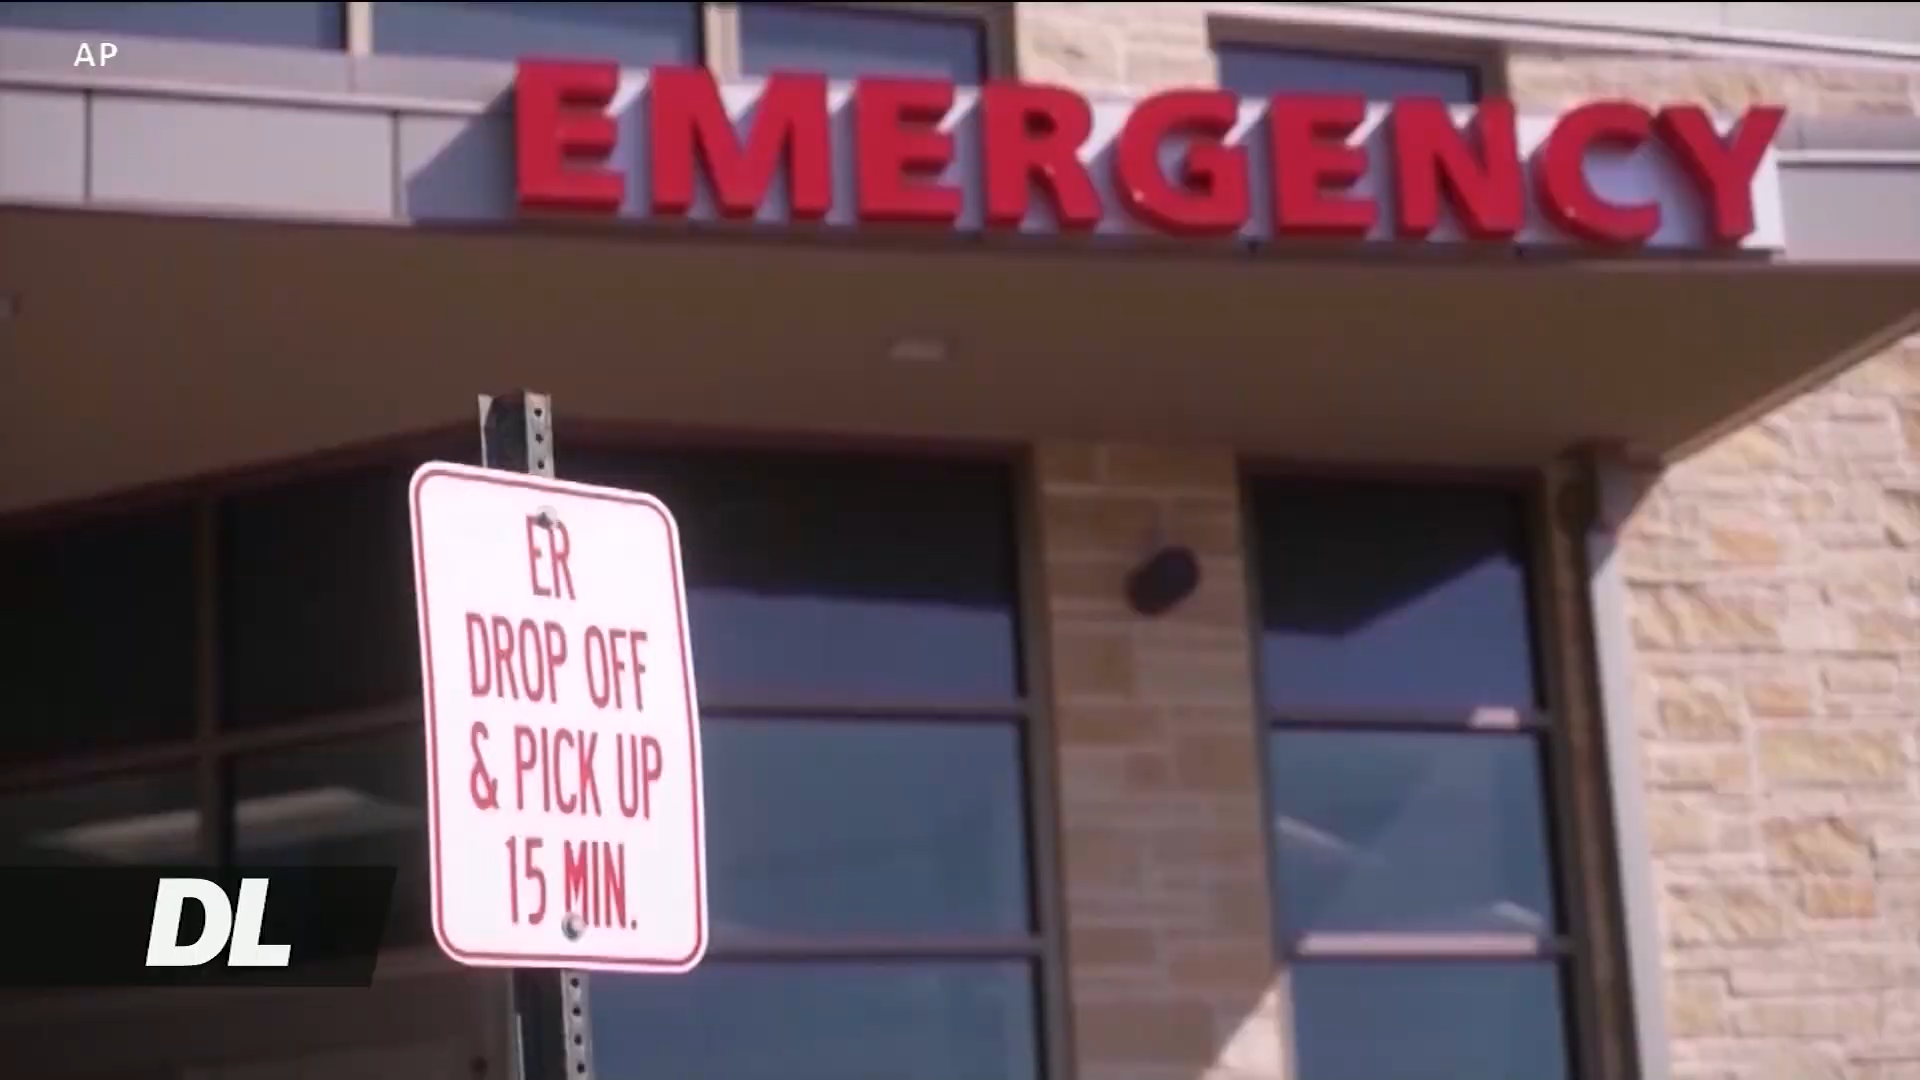 AP
EMERGENCY
ER
DROP OFF
& PICK UP
15 MIN.
DL